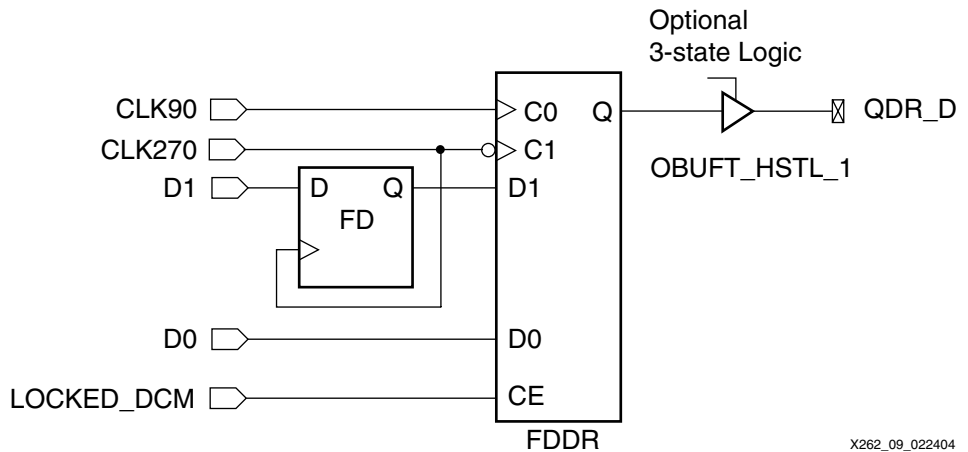 Optional
3-state Logic
CLK90
C0
Q
QDR_D
CLK270
C1
OBUFT_HSTL_1
D1
D
Q
D1
FD
D0
D0
LOCKED_DCM
CE
FDDR
X262_09_022404